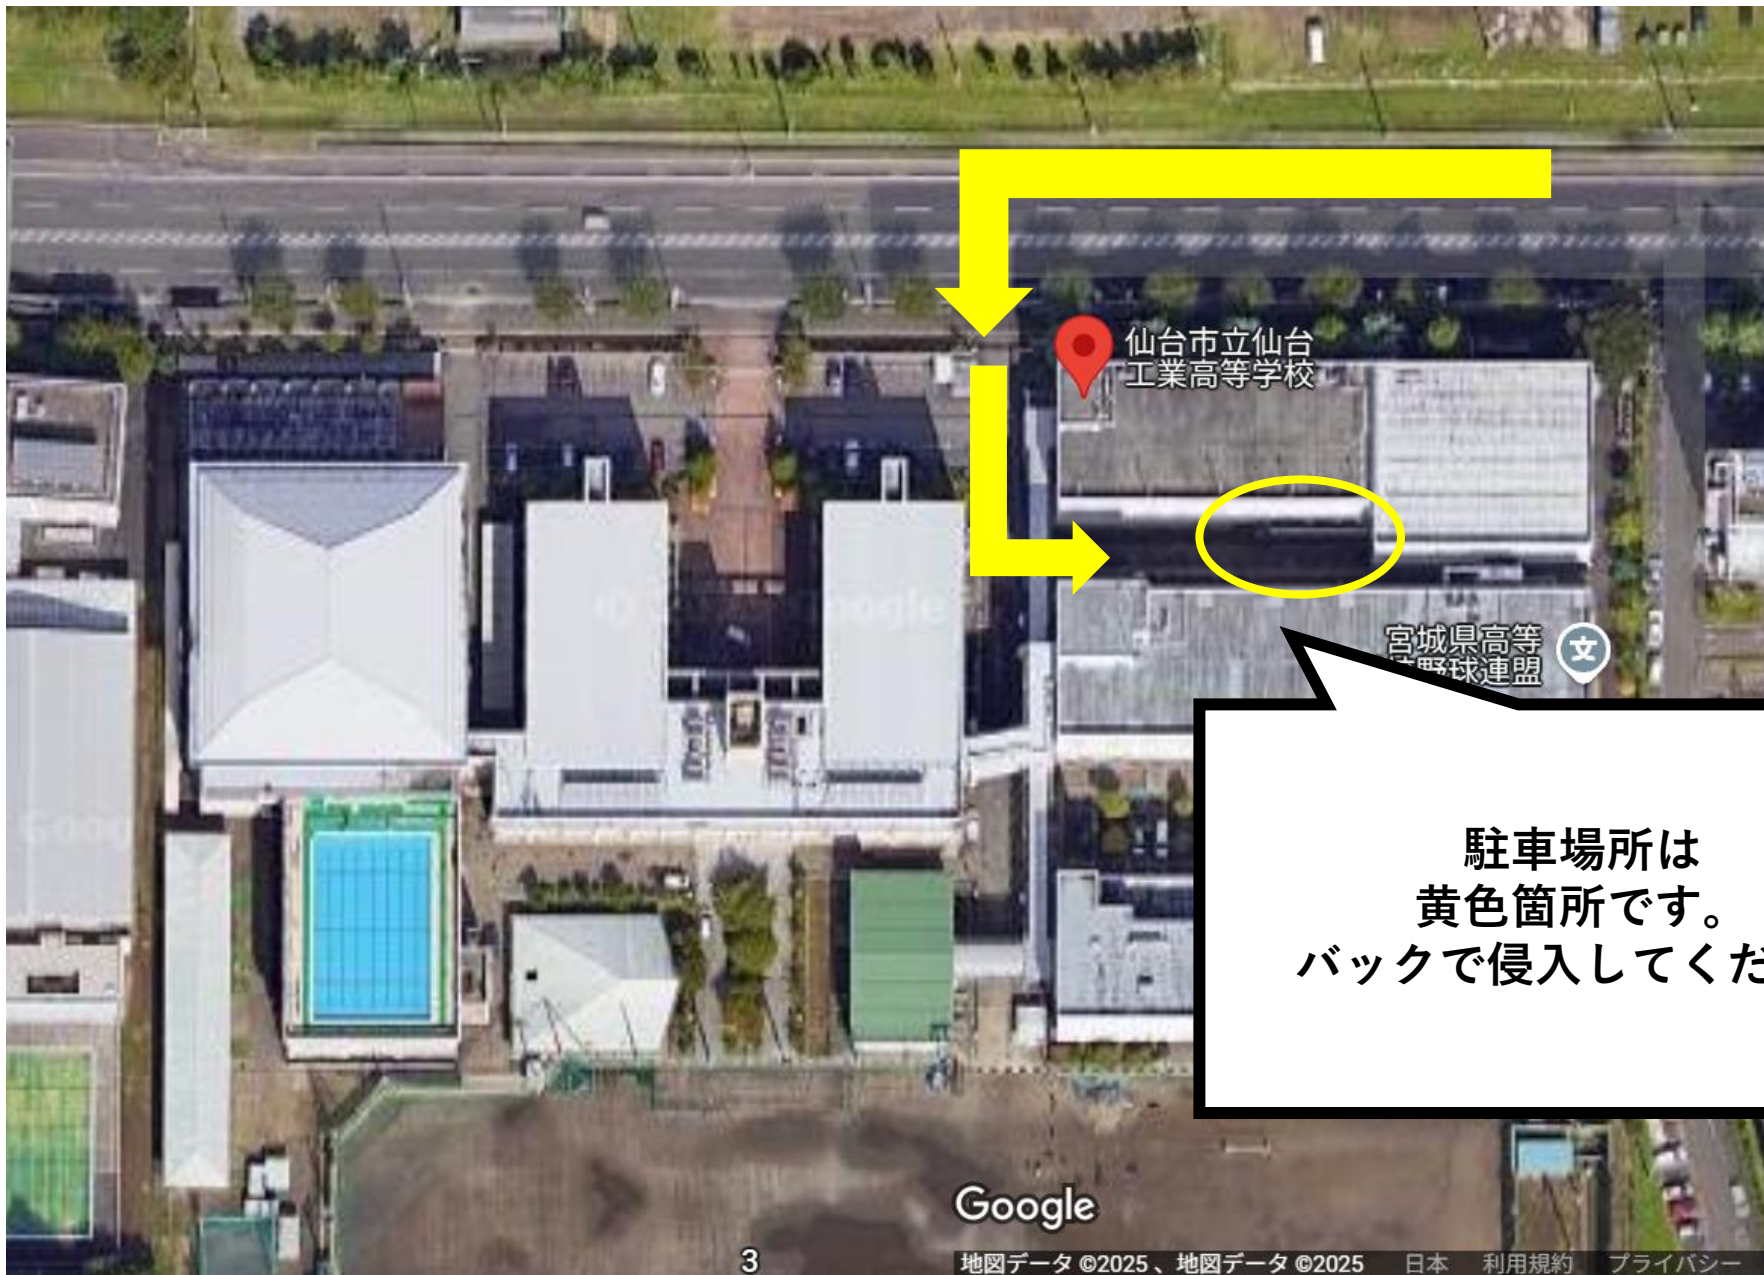 仙台市立仙台
工業高等学校
宮城県高等
野球連盟
文
駐車場所は
黄色箇所です。
バックで侵入してくだ
Google
3
地図データ ©2025 、地図データ ©2025 日本 利用規約 プライバシー